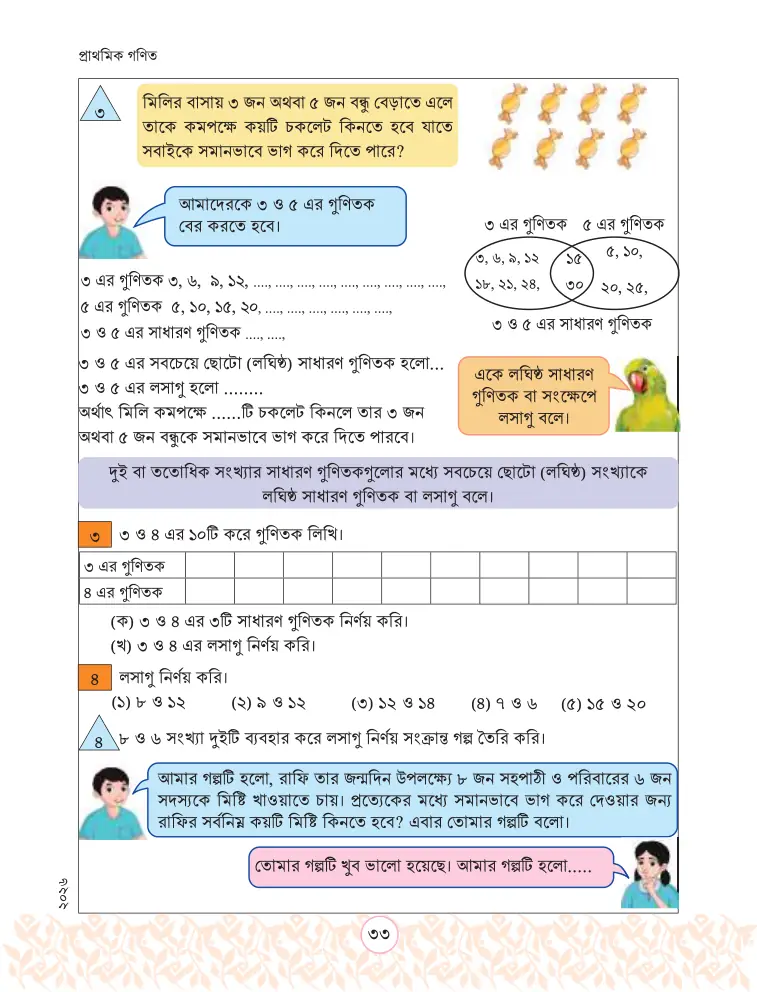 প্রাথমিক গণিত
৩
মিলির বাসায় ৩ জন অথবা ৫ জন বন্ধু বেড়াতে এলে
তাকে কমপক্ষে কয়টি চকলেট কিনতে হবে যাতে
সবাইকে সমানভাবে ভাগ করে দিতে পারে?
আমাদেরকে ৩ ও ৫ এর গুণিতক
বের করতে হবে।
৩ এর গুণিতক ৫ এর গুণিতক
৩, ৬, ৯, ১২ ১৫ ৫, ১০,
১৮, ২১, ২৪, ৩০ ২০, ২৫,
৩ ও ৫ এর সাধারণ গুণিতক
৩ এর গুণিতক ৩, ৬, ৯, ১২, ...., ...., ...., ...., ...., ...., ...., ...., ....,
৫ এর গুণিতক ৫, ১০, ১৫, ২০, ...., ...., ...., ...., ...., ....,
৩ ও ৫ এর সাধারণ গুণিতক ...., ....,
৩ ও ৫ এর সবচেয়ে ছোটো (লঘিষ্ঠ) সাধারণ গুণিতক হলো...
৩ ও ৫ এর লসাগু হলো ........
অর্থাৎ মিলি কমপক্ষে ......টি চকলেট কিনলে তার ৩ জন
অথবা ৫ জন বন্ধুকে সমানভাবে ভাগ করে দিতে পারবে।
একে লঘিষ্ঠ সাধারণ
গুণিতক বা সংক্ষেপে
লসাগু বলে।
দুই বা ততোধিক সংখ্যার সাধারণ গুণিতকগুলোর মধ্যে সবচেয়ে ছোটো (লঘিষ্ঠ) সংখ্যাকে
লঘিষ্ঠ সাধারণ গুণিতক বা লসাগু বলে।
৩ ৩ ও ৪ এর ১০টি করে গুণিতক লিখি।
৩ এর গুণিতক
৪ এর গুণিতক
(ক) ৩ ও ৪ এর ৩টি সাধারণ গুণিতক নির্ণয় করি।
(খ) ৩ ও ৪ এর লসাগু নির্ণয় করি।
৪ লসাগু নির্ণয় করি।
(১) ৮ ও ১২ (২) ৯ ও ১২ (৩) ১২ ও ১৪ (৪) ৭ ও ৬ (৫) ১৫ ও ২০
৪ ৮ ও ৬ সংখ্যা দুইটি ব্যবহার করে লসাগু নির্ণয় সংক্রান্ত গল্প তৈরি করি।
আমার গল্পটি হলো, রাফি তার জন্মদিন উপলক্ষ্যে ৮ জন সহপাঠী ও পরিবারের ৬ জন
সদস্যকে মিষ্টি খাওয়াতে চায়। প্রত্যেকের মধ্যে সমানভাবে ভাগ করে দেওয়ার জন্য
রাফির সর্বনিম্ন কয়টি মিষ্টি কিনতে হবে? এবার তোমার গল্পটি বলো।
তোমার গল্পটি খুব ভালো হয়েছে। আমার গল্পটি হলো.....
২০২৬
৩৩